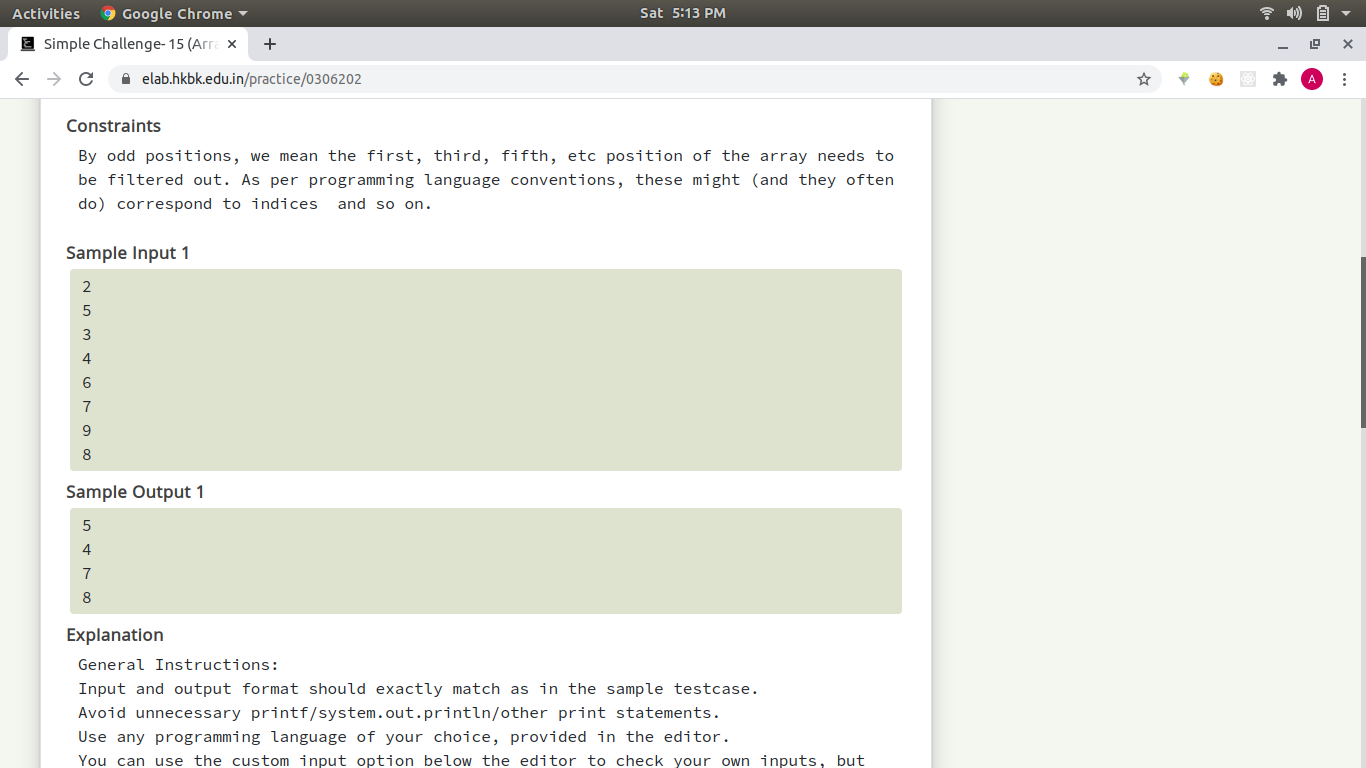 Activities Google Chrome Sat 5:13 PM
Simple Challenge- 15 (Arra
elab.hkbk.edu.in/practice/0306202 A
Constraints
By odd positions, we mean the first, third, fifth, etc position of the array needs to
be filtered out. As per programming language conventions, these might (and they often
do) correspond to indices  and so on.
Sample Input 1
2
5
3
4
6
7
9
8
Sample Output 1
5
4
7
8
Explanation
General Instructions:
Input and output format should exactly match as in the sample testcase.
Avoid unnecessary printf/system.out.println/other print statements.
Use any programming language of your choice, provided in the editor.
You can use the custom input option below the editor to check your own inputs, but